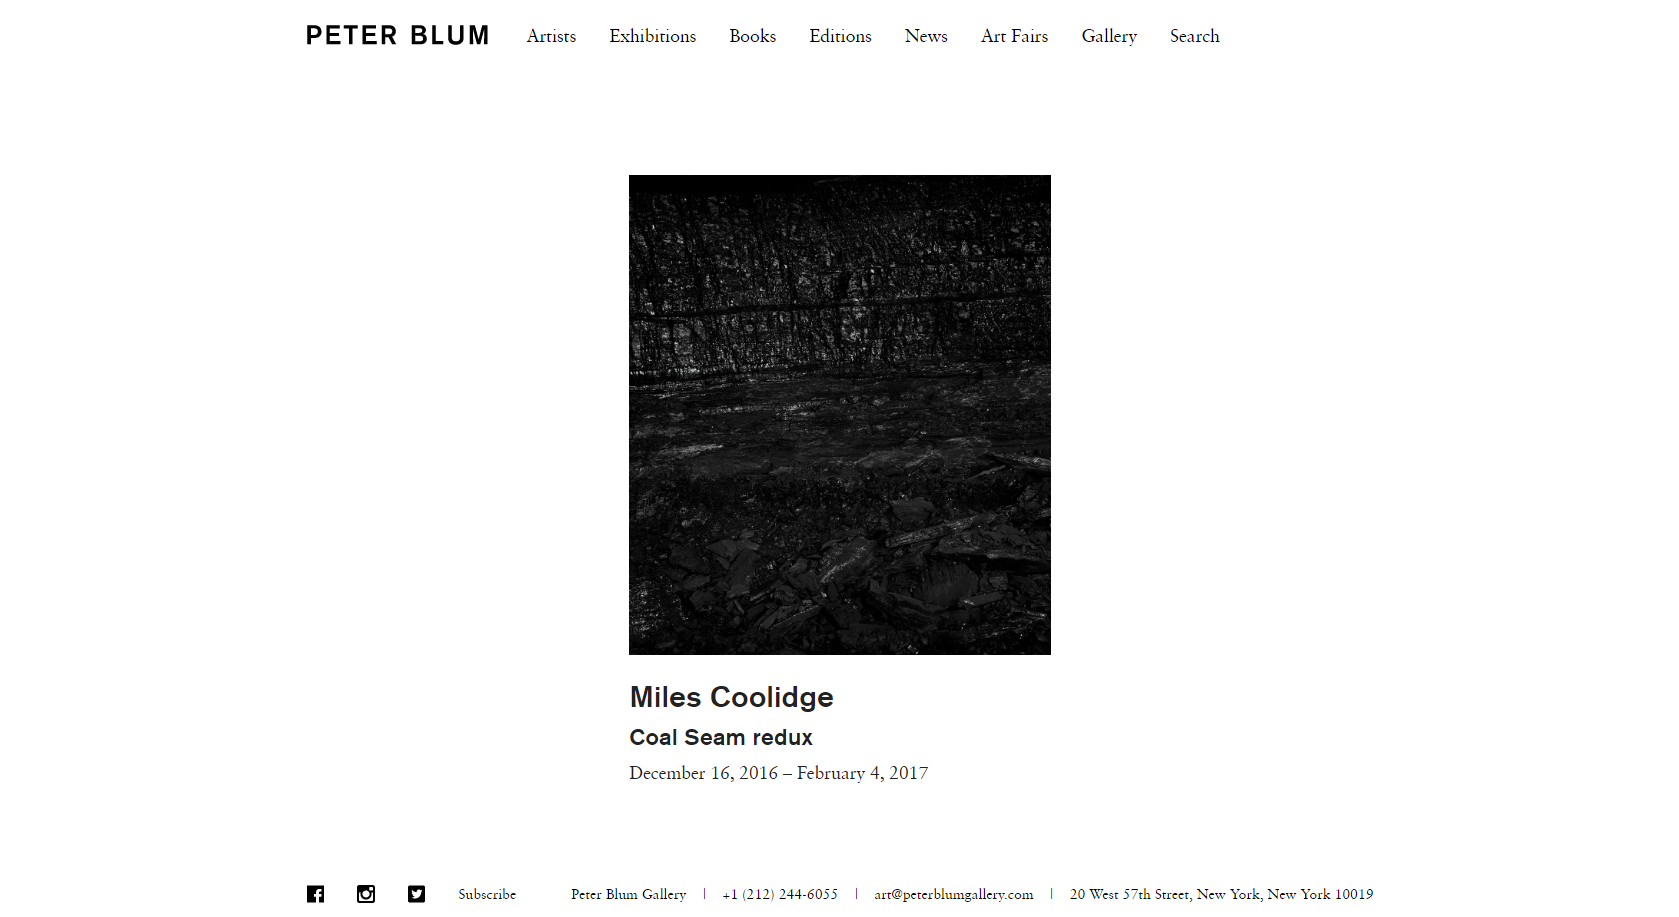 PETER BLUM Artists Exhibitions Books Editions News Art Fairs Gallery Search
Miles Coolidge
Coal Seam redux
December 16, 2016 – February 4, 2017
Subscribe Peter Blum Gallery | +1 (212) 244-6055 | art@peterblumgallery.com | 20 West 57th Street, New York, New York 10019